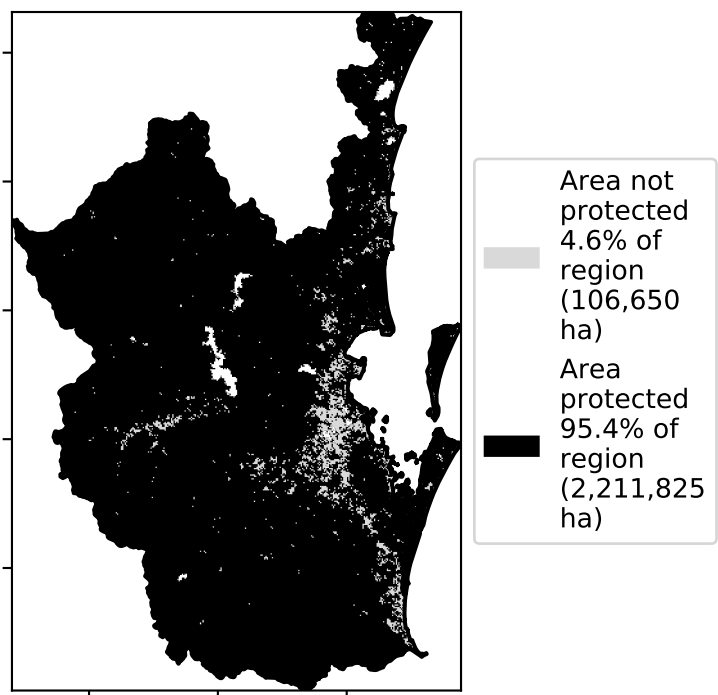 Area not
protected
4.6% of
region
(106,650
ha)
Area
protected
95.4% of
region
(2,211,825
ha)